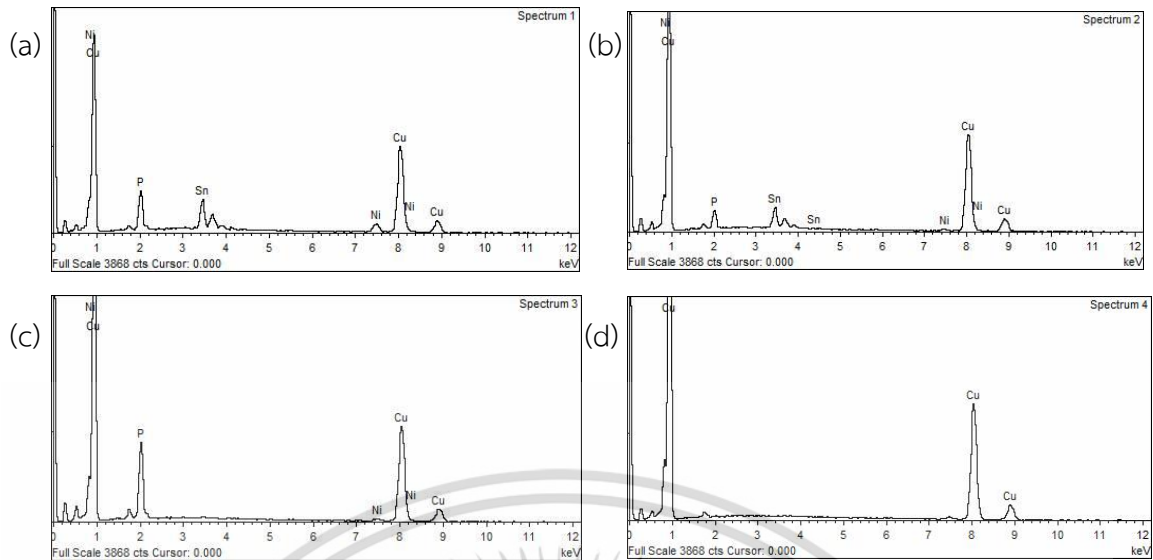 (a)
Spectrum 1
Ni
Cu
P
Sn
Ni
Cu
Ni
Cu
0 1 2 3 4 5 6 7 8 9 10 11 12
Full Scale 3868 cts Cursor: 0.000 keV
(b)
Spectrum 2
Ni
Cu
P
Sn
Sn
Ni
Cu
Ni
Cu
0 1 2 3 4 5 6 7 8 9 10 11 12
Full Scale 3868 cts Cursor: 0.000 keV
(c)
Spectrum 3
Ni
Cu
P
Ni
Cu
Ni
Cu
0 1 2 3 4 5 6 7 8 9 10 11 12
Full Scale 3868 cts Cursor: 0.000 keV
(d)
Spectrum 4
Cu
Cu
Cu
0 1 2 3 4 5 6 7 8 9 10 11 12
Full Scale 3868 cts Cursor: 0.000 keV